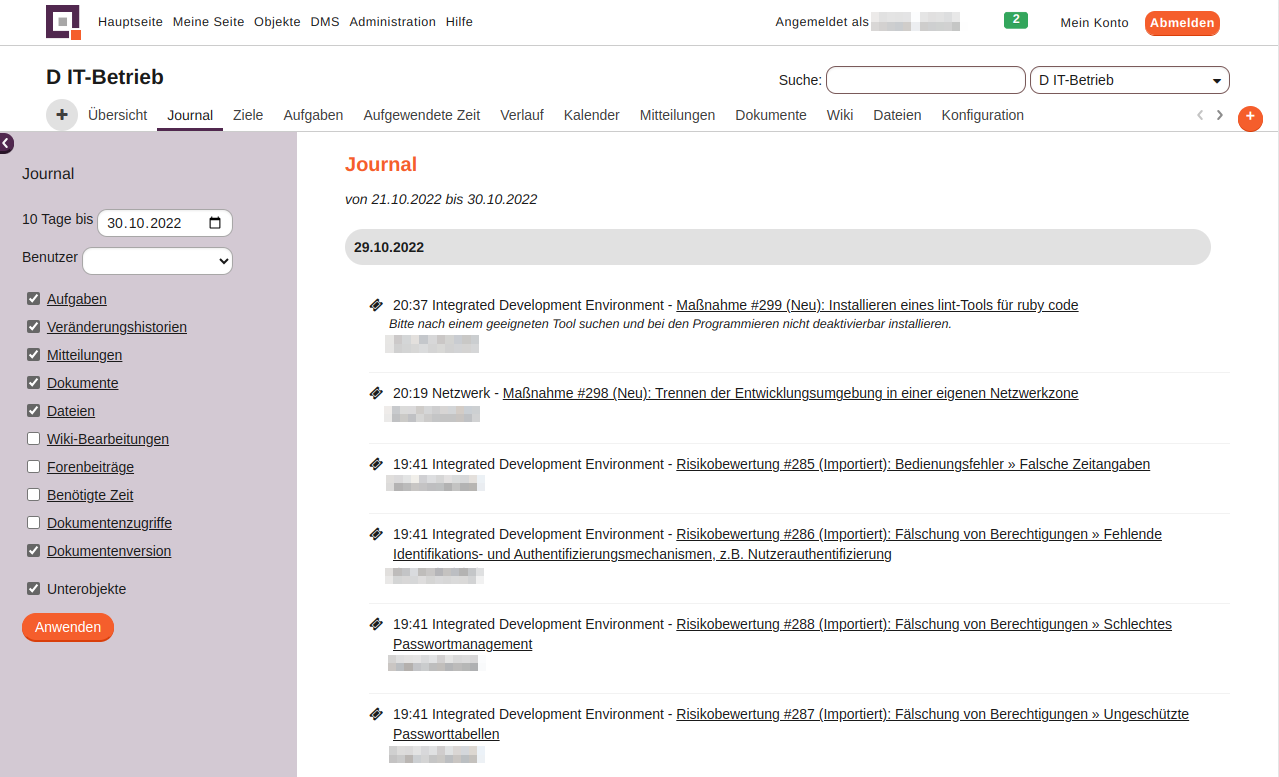 Hauptseite Meine Seite Objekte DMS Administration Hilfe
Angemeldet als
2
Mein Konto
Abmelden
D IT-Betrieb
Suche:
D IT-Betrieb
+
Übersicht Journal Ziele Aufgaben Aufgewendete Zeit Verlauf Kalender Mitteilungen Dokumente Wiki Dateien Konfiguration
+
Journal
10 Tage bis 30.10.2022
Benutzer
Aufgaben
Veränderungshistorien
Mitteilungen
Dokumente
Dateien
Wiki-Bearbeitungen
Forenbeiträge
Benötigte Zeit
Dokumentenzugriffe
Dokumentenversion
Unterobjekte
Anwenden
Journal
von 21.10.2022 bis 30.10.2022
29.10.2022
20:37 Integrated Development Environment - Maßnahme #299 (Neu): Installieren eines lint-Tools für ruby code
Bitte nach einem geeigneten Tool suchen und bei den Programmieren nicht deaktivierbar installieren.
20:19 Netzwerk - Maßnahme #298 (Neu): Trennen der Entwicklungsumgebung in einer eigenen Netzwerkzone
19:41 Integrated Development Environment - Risikobewertung #285 (Importiert): Bedienungsfehler » Falsche Zeitangaben
19:41 Integrated Development Environment - Risikobewertung #286 (Importiert): Fälschung von Berechtigungen » Fehlende
Identifikations- und Authentifizierungsmechanismen, z.B. Nutzerauthentifizierung
19:41 Integrated Development Environment - Risikobewertung #288 (Importiert): Fälschung von Berechtigungen » Schlechtes
Passwortmanagement
19:41 Integrated Development Environment - Risikobewertung #287 (Importiert): Fälschung von Berechtigungen » Ungeschützte
Passworttabellen